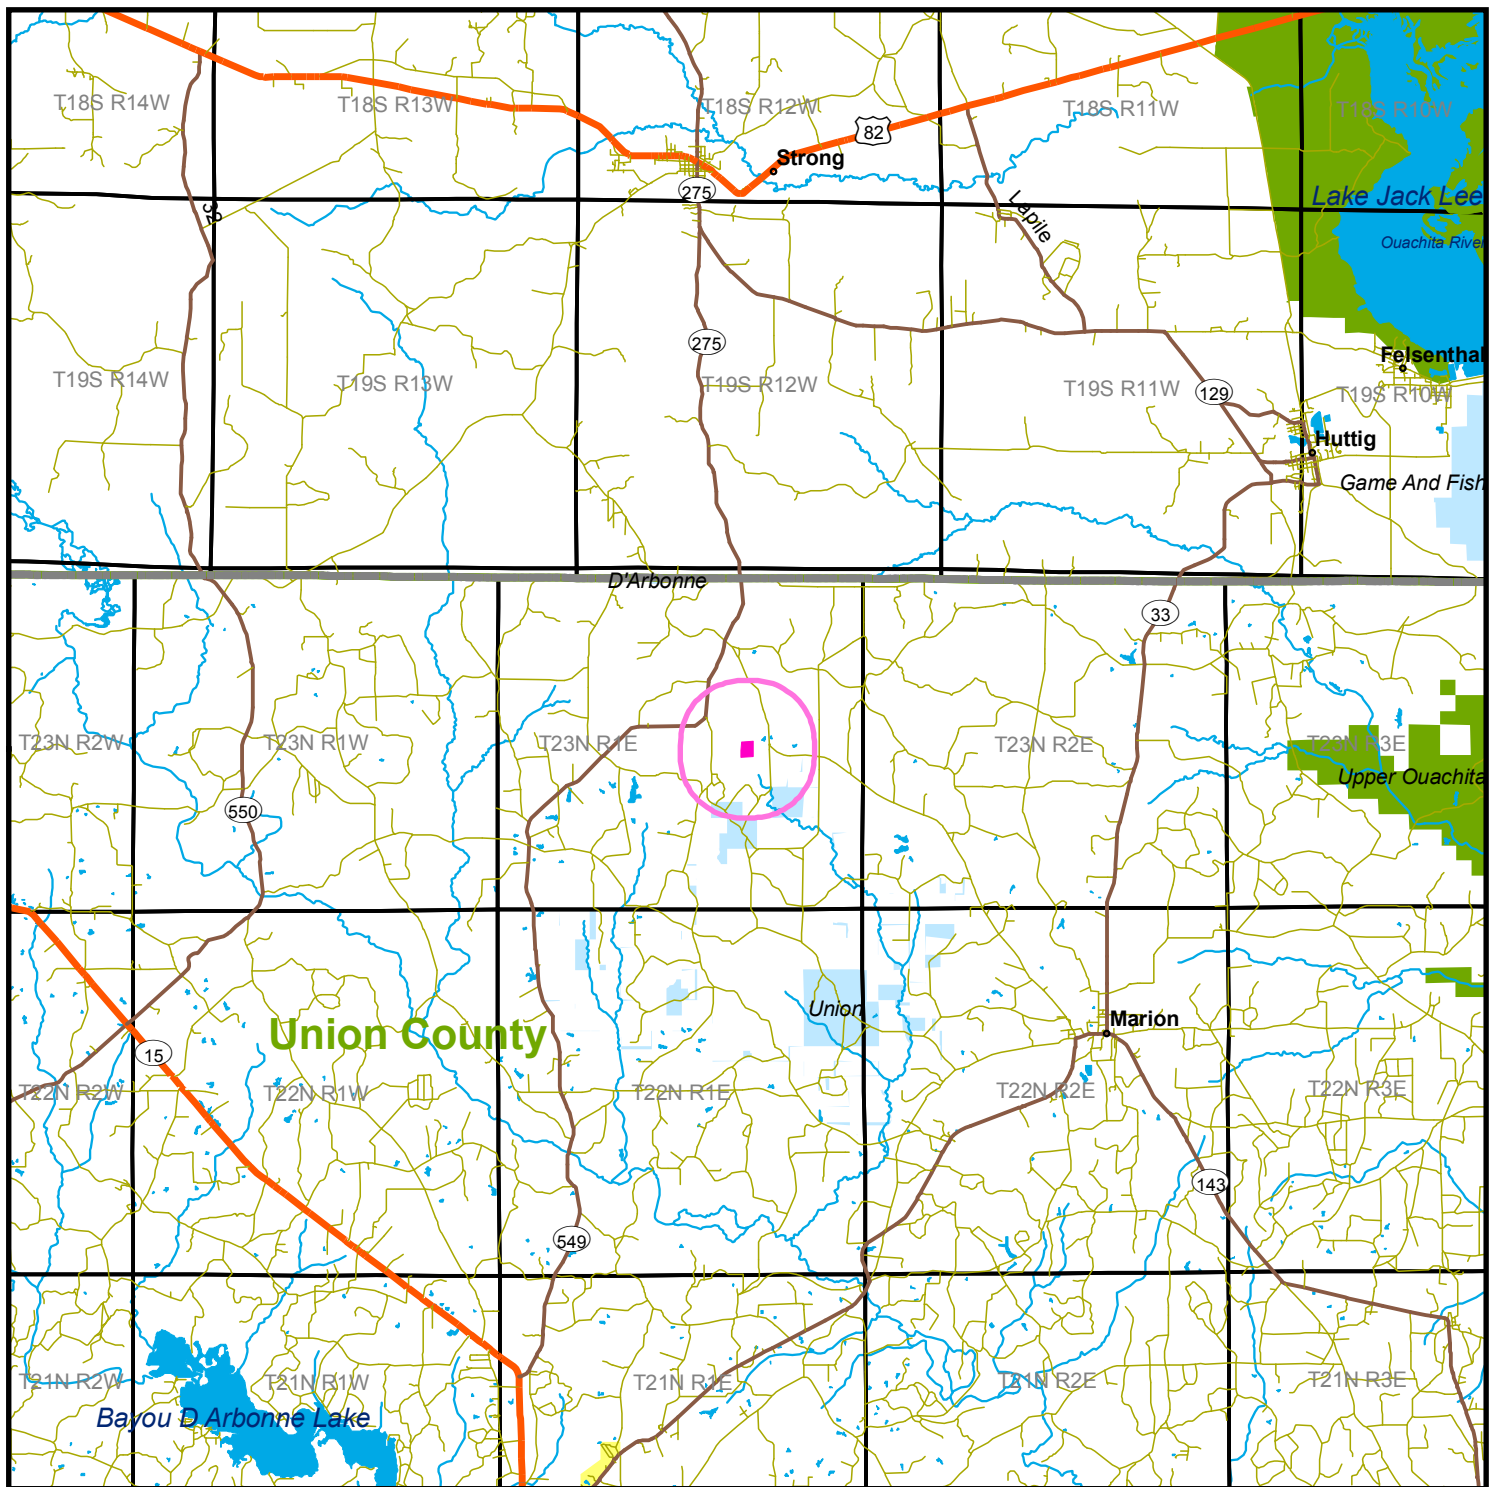 T18S R14W
T18S R13W
T18S R12W
T18S R11W
T18S R10W
82
Strong
275
32
Lapile
Lake Jack Lee
Ouachita River
275
Felsenthal
T19S R14W
T19S R13W
T19S R12W
T19S R11W
129
T19S R10W
Huttig
Game And Fish
D'Arbonne
33
T23N R2W
T23N R1W
T23N R1E
T23N R2E
T23N R3E
Upper Ouachita
550
Union
Marion
Union County
15
T22N R2W
T22N R1W
T22N R1E
T22N R2E
T22N R3E
143
549
T21N R2W
T21N R1W
T21N R1E
T21N R2E
T21N R3E
Bayou D Arbonne Lake